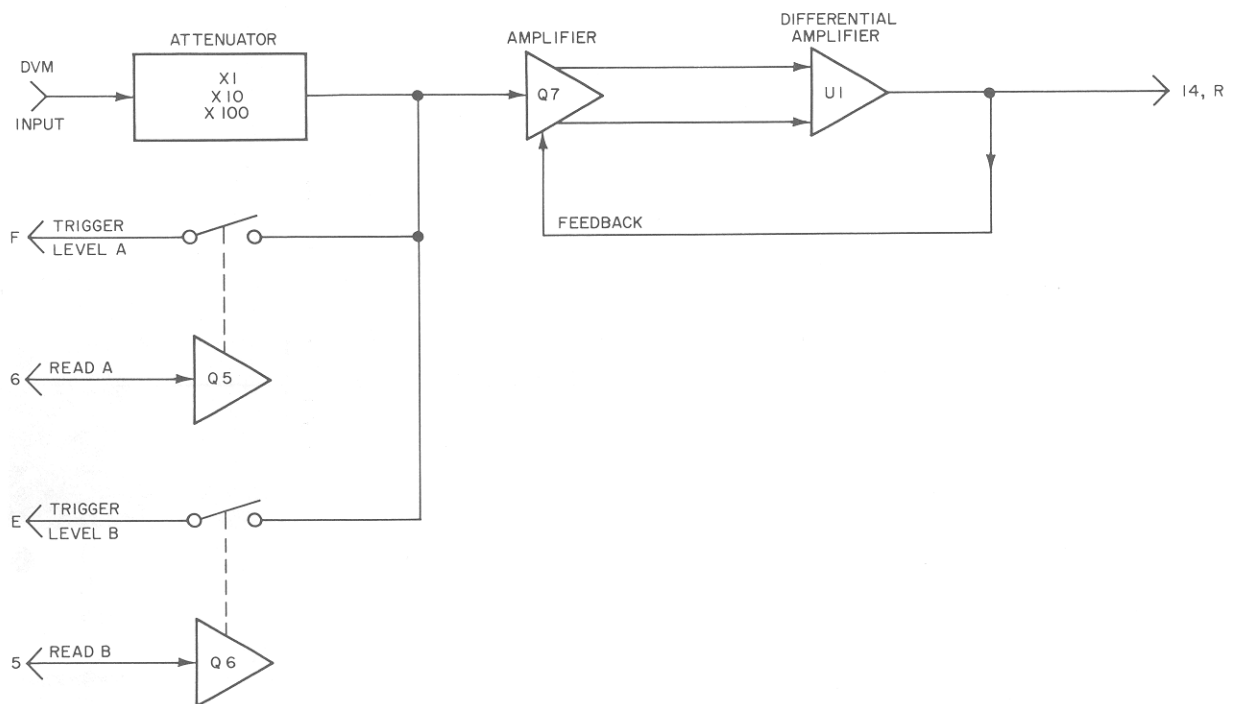 ATTENUATOR
DVM
INPUT
X1
X10
X100
AMPLIFIER
Q7
DIFFERENTIAL
AMPLIFIER
U1
14, R
FEEDBACK
F
TRIGGER
LEVEL A
6
READ A
Q5
E
TRIGGER
LEVEL B
5
READ B
Q6